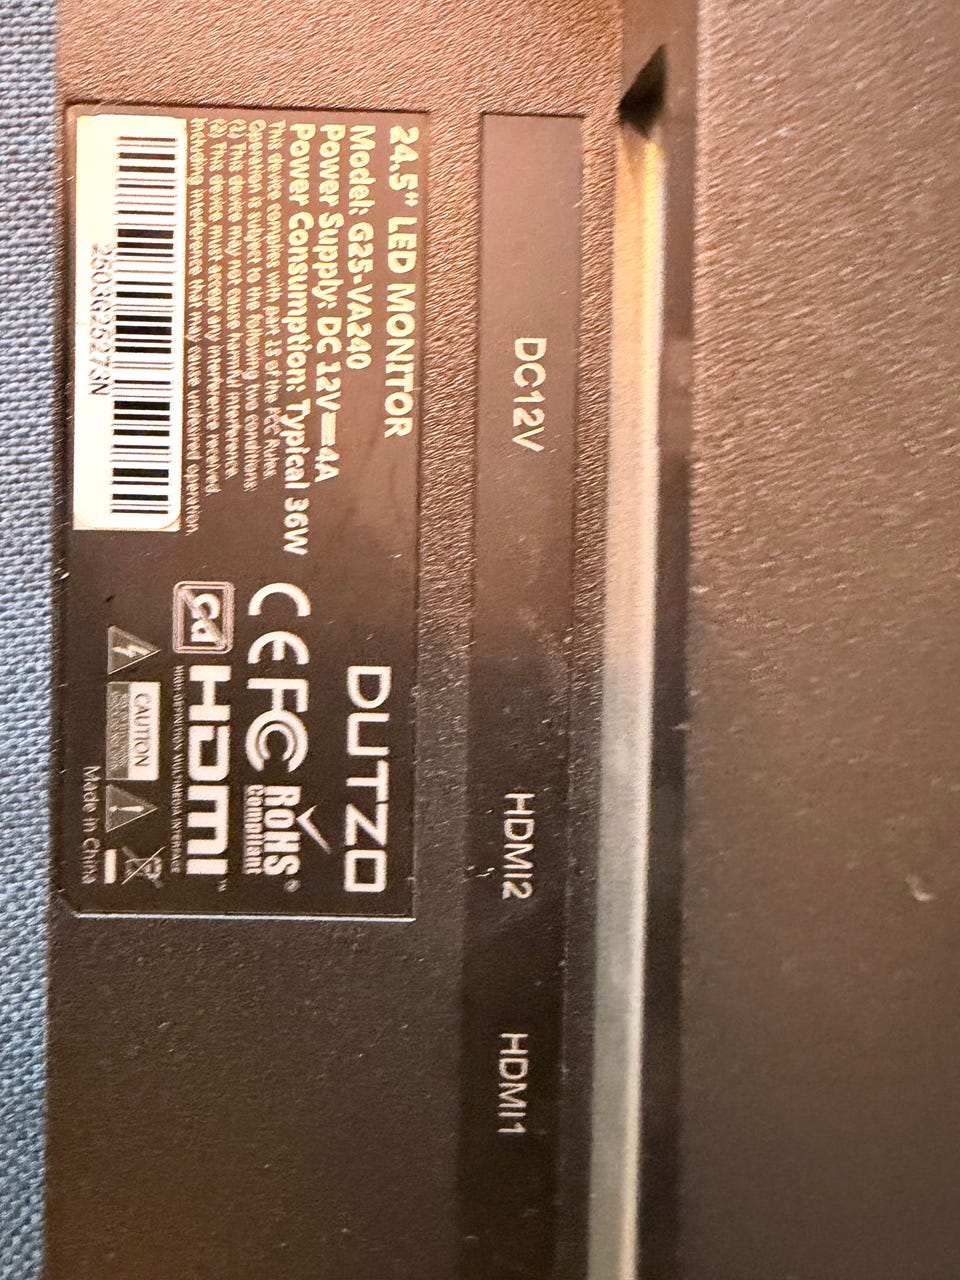 DC12V
HDMI2
HDMI1
24.5" LED MONITOR
Model: G25-VA240
Power Supply: DC 12V⎓4A
Power Consumption: Typical 36W
This device complies with part 15 of the FCC Rules.
Operation is subject to the following two conditions:
(1) This device may not cause harmful interference.
(2) This device must accept any interference received,
including interference that may cause undesired operation.
DUTZO
CE FC RoHS
Compliant
Cd HDMI™
HIGH-DEFINITION MULTIMEDIA INTERFACE
CAUTION
Made in China